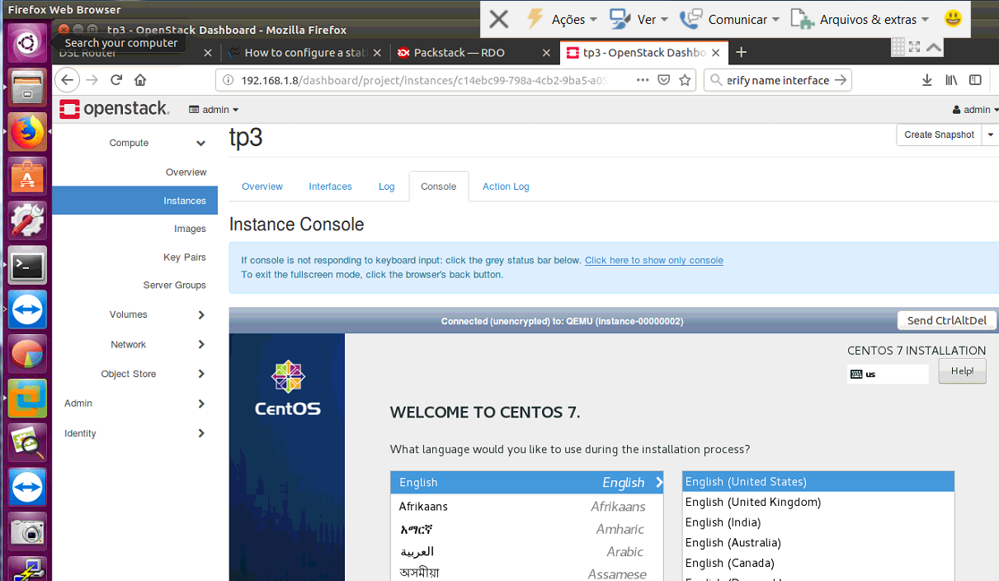 Firefox Web Browser
Ações
Ver
Comunicar
Arquivos & extras
tp3 - OpenStack Dashboard - Mozilla Firefox
Search your computer
DSL Router
How to configure a stat
Packstack — RDO
tp3 - OpenStack Dashbo
192.168.1.8/dashboard/project/instances/c14ebc99-798a-4cb2-9ba5-a05
erify name interface
openstack.
admin
admin
Compute
Overview
Instances
Images
Key Pairs
Server Groups
Volumes
Network
Object Store
Admin
Identity
tp3
Create Snapshot
Overview
Interfaces
Log
Console
Action Log
Instance Console
If console is not responding to keyboard input: click the grey status bar below. Click here to show only console
To exit the fullscreen mode, click the browser's back button.
Connected (unencrypted) to: QEMU (instance-00000002)
Send CtrlAltDel
CentOS
CENTOS 7 INSTALLATION
us
Help!
WELCOME TO CENTOS 7.
What language would you like to use during the installation process?
English English
Afrikaans Afrikaans
አማርኛ Amharic
العربية Arabic
অসমীয়া Assamese
English (United States)
English (United Kingdom)
English (India)
English (Australia)
English (Canada)